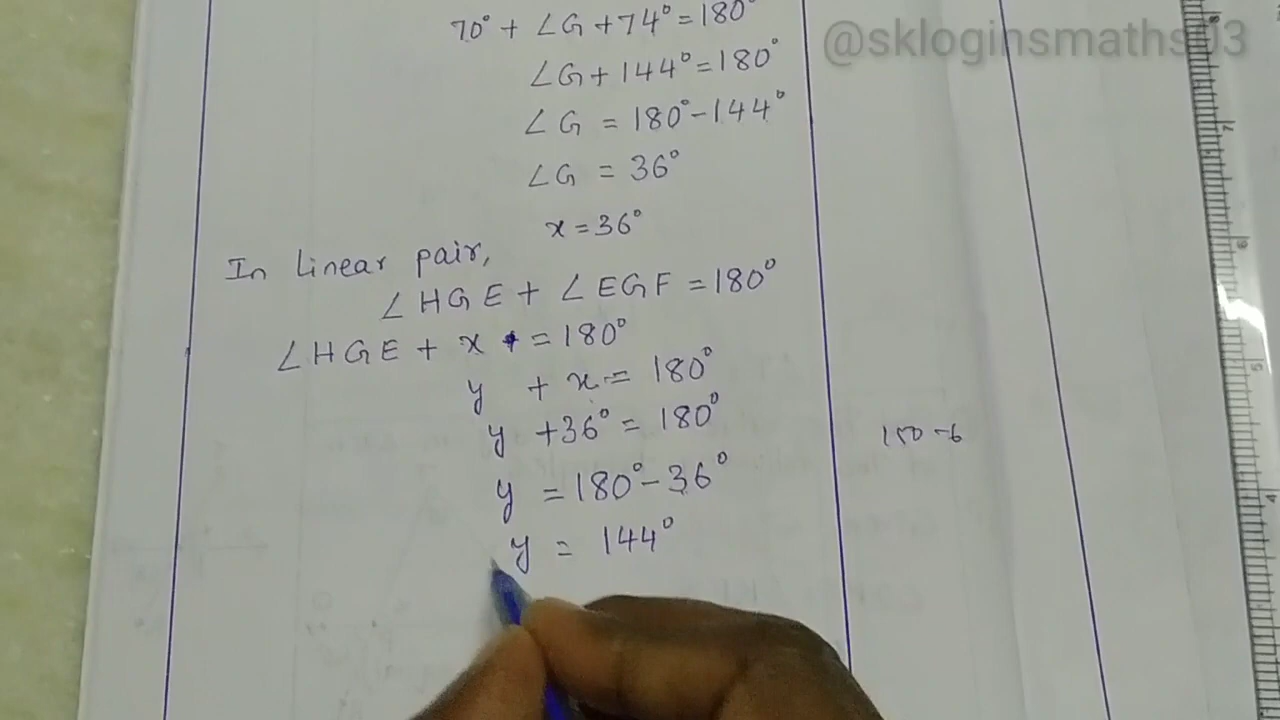 70° + ∠G + 74° = 180°
@skloginsmaths
∠G + 144° = 180°
∠G = 180° - 144°
∠G = 36°
x = 36°
In linear pair,
∠HGE + ∠EGF = 180°
∠HGE + x = 180°
y + x = 180°
y + 36° = 180°
y = 180° - 36°
y = 144°